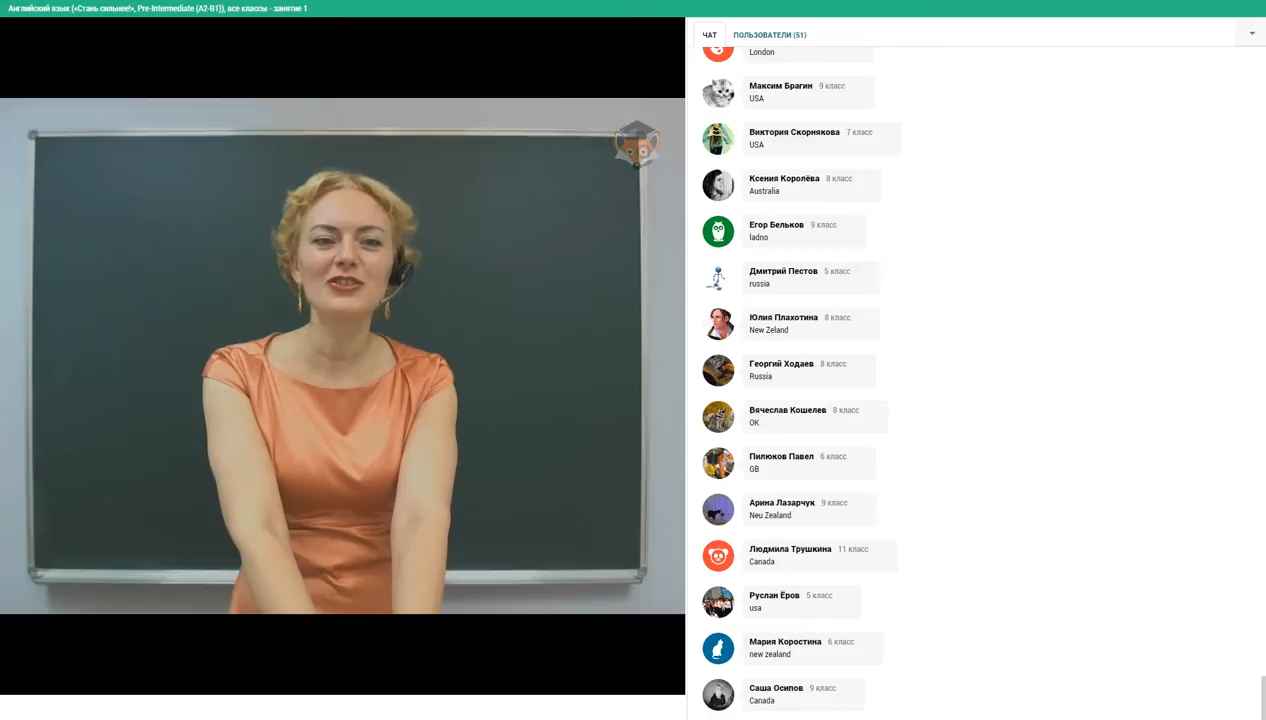 Английский язык («Стань сильнее!», Pre-Intermediate (A2-B1)), все классы - занятие 1
ЧАТ ПОЛЬЗОВАТЕЛИ (51)
London
Максим Брагин 9 класс
USA
Виктория Скорнякова 7 класс
USA
Ксения Королёва 8 класс
Australia
Егор Бельков 9 класс
ladno
Дмитрий Пестов 5 класс
russia
Юлия Плахотина 8 класс
New Zeland
Георгий Ходаев 8 класс
Russia
Вячеслав Кошелев 8 класс
OK
Пилюков Павел 6 класс
GB
Арина Лазарчук 9 класс
Neu Zealand
Людмила Трушкина 11 класс
Canada
Руслан Ёров 5 класс
usa
Мария Коростина 6 класс
new zealand
Саша Осипов 9 класс
Canada